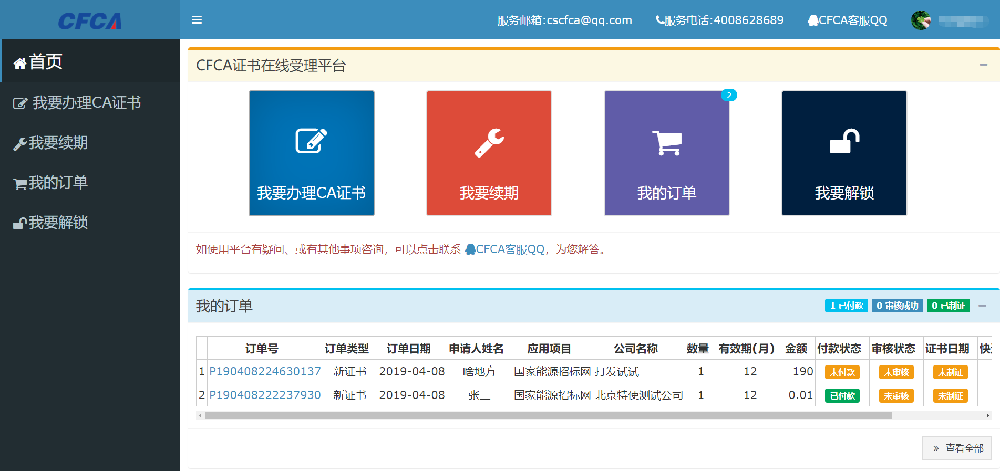 CFCA
服务邮箱:cscfca@qq.com 服务电话:4008628689 CFCA客服QQ
首页
我要办理CA证书
我要续期
我的订单
我要解锁
CFCA证书在线受理平台
2
我要办理CA证书 我要续期 我的订单 我要解锁
如使用平台有疑问、或有其他事项咨询，可以点击联系 CFCA客服QQ，为您解答。
我的订单 1 已付款 0 审核成功 0 已制证
订单号 订单类型 订单日期 申请人姓名 应用项目 公司名称 数量 有效期(月) 金额 付款状态 审核状态 证书日期
1 P190408224630137 新证书 2019-04-08 啥地方 国家能源招标网 打发试试 1 12 190 未付款 未审核 未制证
2 P190408222237930 新证书 2019-04-08 张三 国家能源招标网 北京特使测试公司 1 12 0.01 已付款 未审核 未制证
» 查看全部